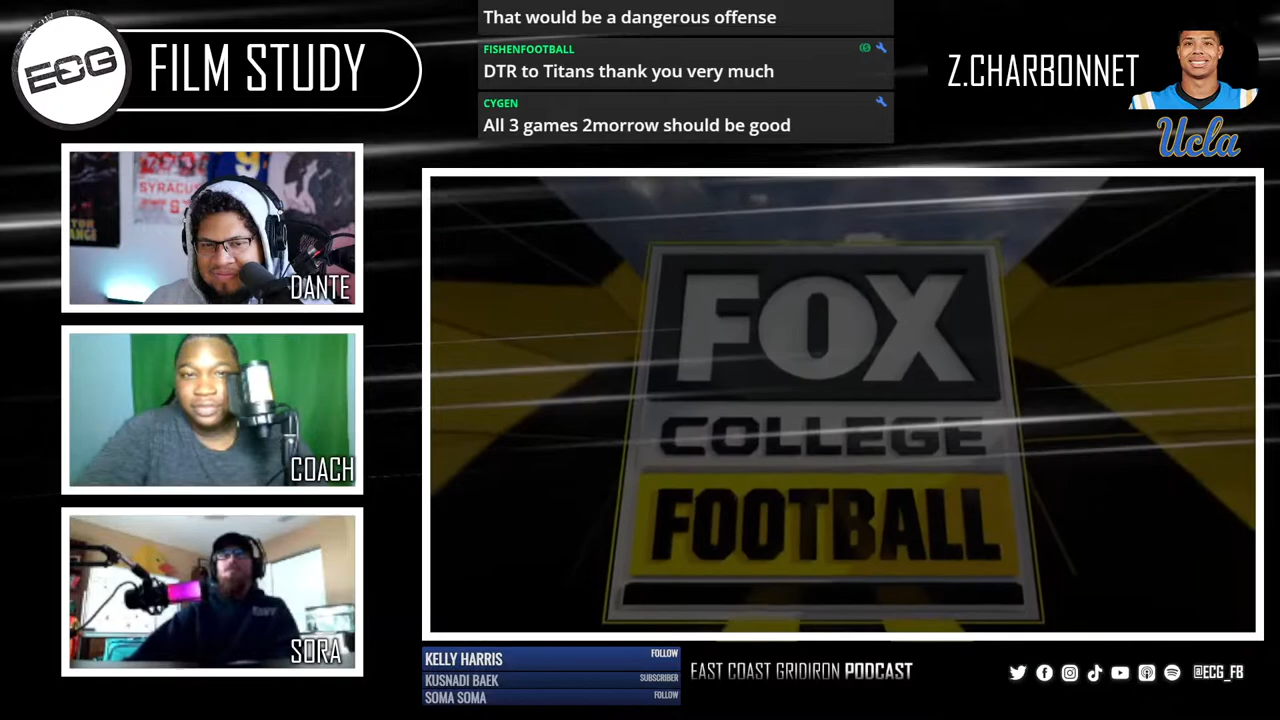 ECG
FILM STUDY
That would be a dangerous offense
FISHENFOOTBALL
DTR to Titans thank you very much
CYGEN
All 3 games 2morrow should be good
Z.CHARBONNET
Ucla
SYRACUS
DANTE
COACH
SORA
FOX
COLLEGE
FOOTBALL
KELLY HARRIS FOLLOW
KUSNADI BAEK SUBSCRIBER
SOMA SOMA FOLLOW
EAST COAST GRIDIRON PODCAST
@ECG_FB